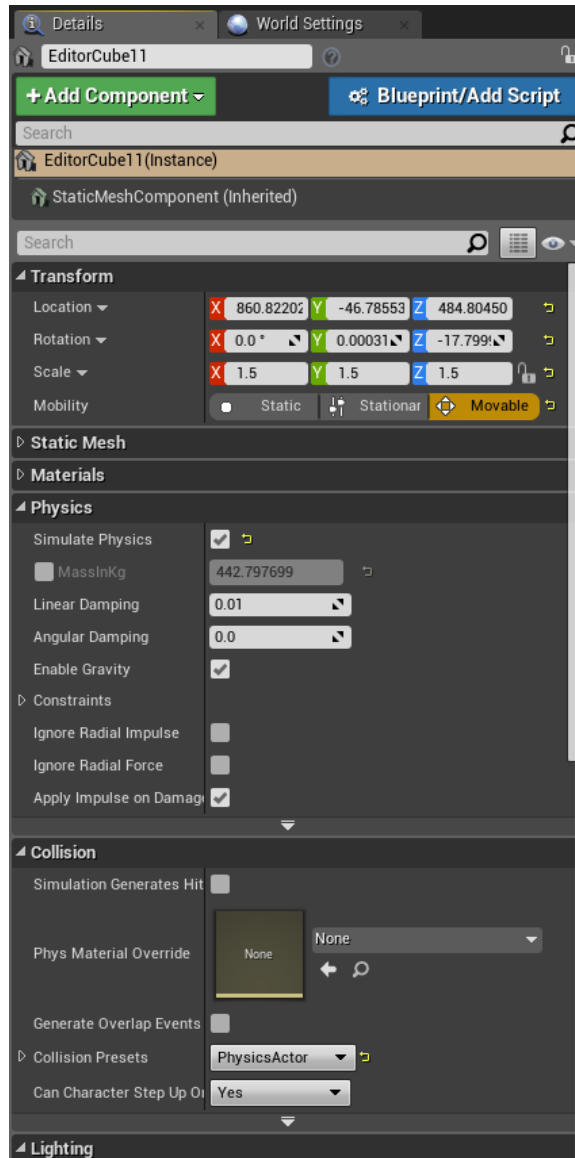 Details
World Settings
EditorCube11
+Add Component
Blueprint/Add Script
Search
EditorCube11(Instance)
StaticMeshComponent (Inherited)
Search
Transform
Location X 860.82202 Y -46.78553 Z 484.80450
Rotation X 0.0 ° Y 0.00031 Z -17.799
Scale X 1.5 Y 1.5 Z 1.5
Mobility Static Stationar Movable
Static Mesh
Materials
Physics
Simulate Physics
MassInKg 442.797699
Linear Damping 0.01
Angular Damping 0.0
Enable Gravity
Constraints
Ignore Radial Impulse
Ignore Radial Force
Apply Impulse on Damag
Collision
Simulation Generates Hit
Phys Material Override None None
Generate Overlap Events
Collision Presets PhysicsActor
Can Character Step Up O Yes
Lighting